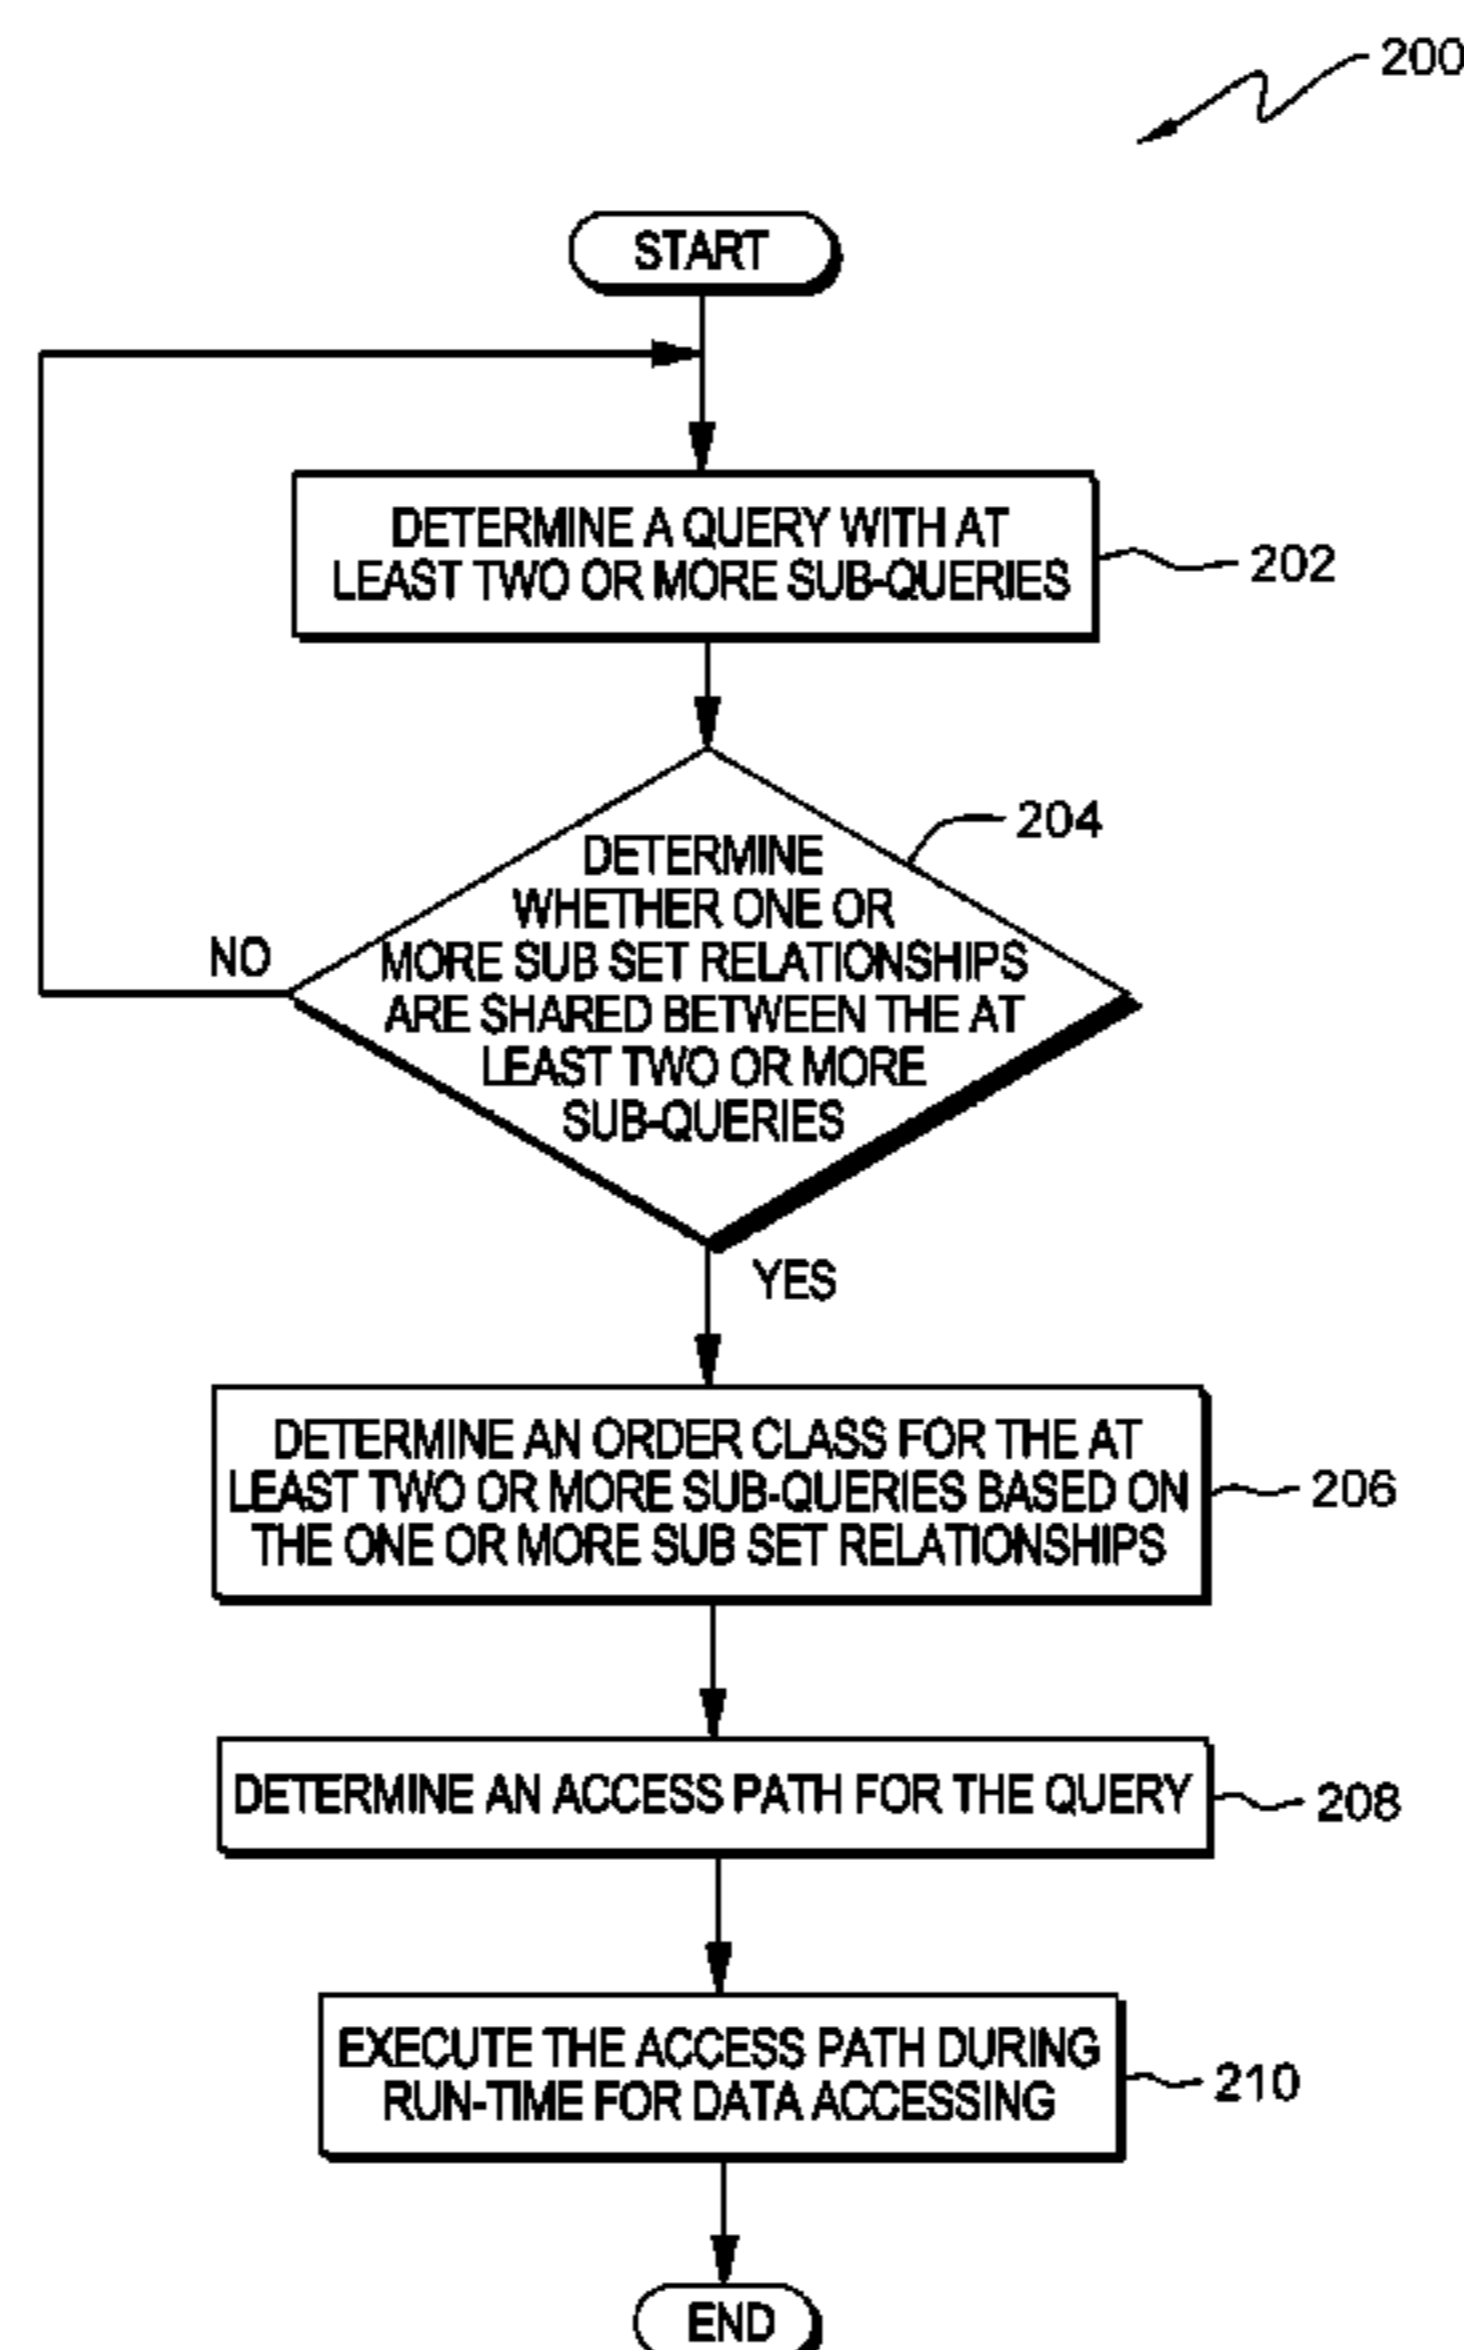 200
START
DETERMINE A QUERY WITH AT
LEAST TWO OR MORE SUB-QUERIES
202
204
DETERMINE
WHETHER ONE OR
MORE SUB SET RELATIONSHIPS
ARE SHARED BETWEEN THE AT
LEAST TWO OR MORE
SUB-QUERIES
NO
YES
DETERMINE AN ORDER CLASS FOR THE AT
LEAST TWO OR MORE SUB-QUERIES BASED ON
THE ONE OR MORE SUB SET RELATIONSHIPS
206
DETERMINE AN ACCESS PATH FOR THE QUERY
208
EXECUTE THE ACCESS PATH DURING
RUN-TIME FOR DATA ACCESSING
210
END